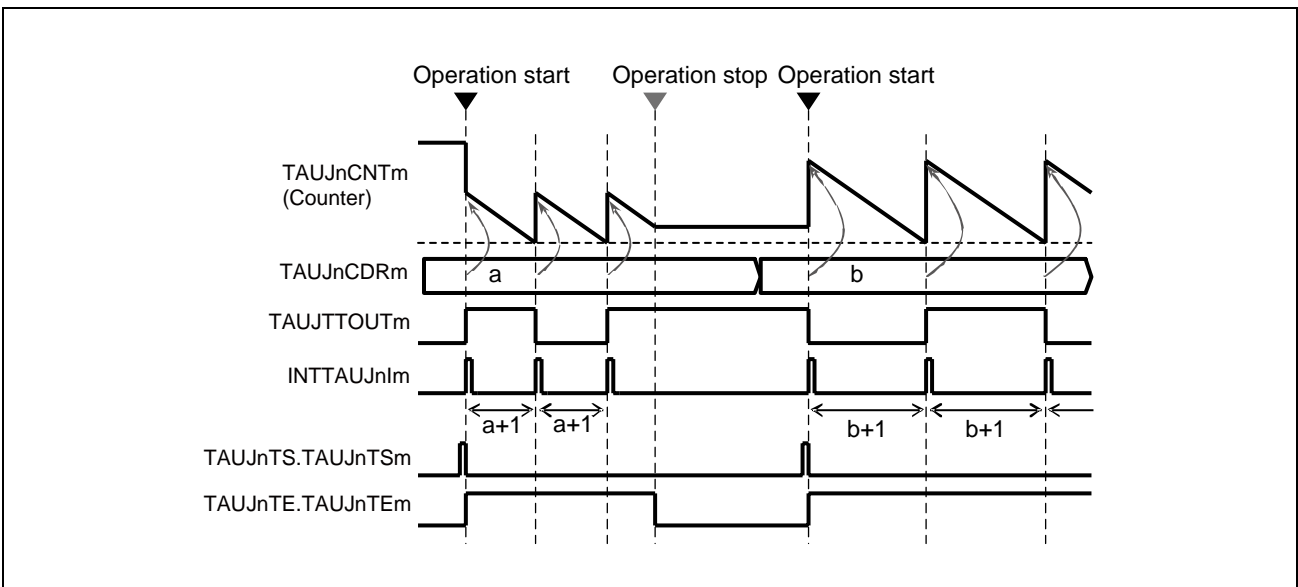 Operation start
Operation stop
Operation start
TAUJnCNTm
(Counter)
TAUJnCDRm
a
b
TAUJTTOUTm
INTTAUJnIm
a+1
a+1
b+1
b+1
TAUJnTS.TAUJnTSm
TAUJnTE.TAUJnTEm